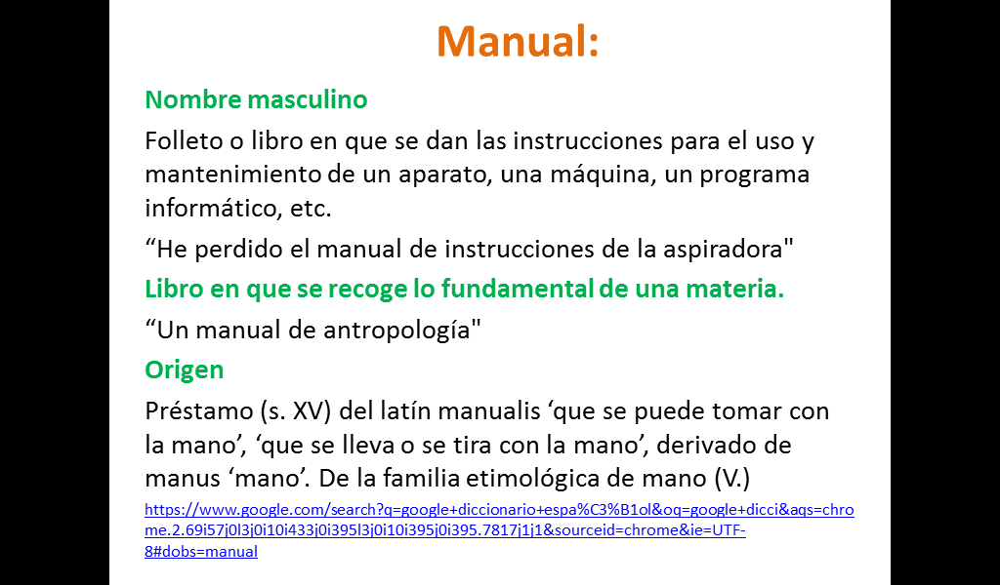 Manual:
Nombre masculino
Folleto o libro en que se dan las instrucciones para el uso y
mantenimiento de un aparato, una máquina, un programa
informático, etc.
“He perdido el manual de instrucciones de la aspiradora"
Libro en que se recoge lo fundamental de una materia.
“Un manual de antropología"
Origen
Préstamo (s. XV) del latín manualis ‘que se puede tomar con
la mano’, ‘que se lleva o se tira con la mano’, derivado de
manus ‘mano’. De la familia etimológica de mano (V.)
https://www.google.com/search?q=google+diccionario+espa%C3%B1ol&oq=google+dicci&aqs=chro
me.2.69i57j0l3j0i10i433j0i395l3j0i10i395j0i395.7817j1j1&sourceid=chrome&ie=UTF-
8#dobs=manual